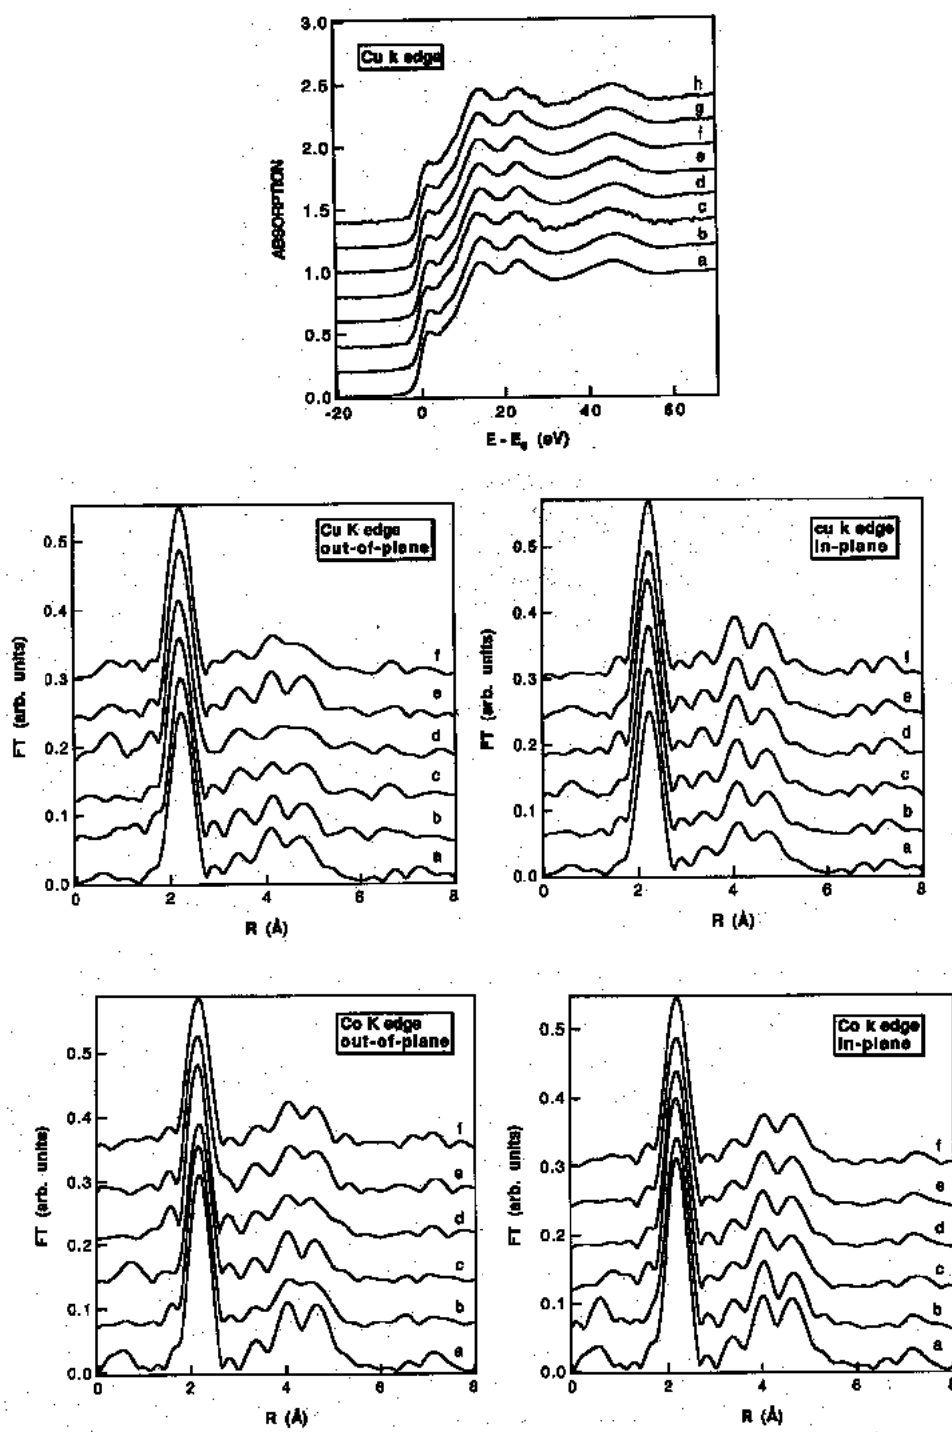 3.0
Cu k edge
2.5
2.0
1.5
1.0
0.5
0.0
ABSORPTION
h
g
f
e
d
c
b
a
-20
0
20
40
60
E - E₀ (eV)
Cu K edge
out-of-plane
0.5
0.4
0.3
0.2
0.1
0.0
FT (arb. units)
f
e
d
c
b
a
0
2
4
6
8
R (Å)
cu k edge
In-plane
0.5
0.4
0.3
0.2
0.1
0.0
FT (arb. units)
f
e
d
c
b
a
0
2
4
6
8
R (Å)
Co K edge
out-of-plane
0.5
0.4
0.3
0.2
0.1
0.0
FT (arb. units)
f
e
d
c
b
a
0
2
4
6
8
R (Å)
Co k edge
In-plane
0.5
0.4
0.3
0.2
0.1
0.0
FT (arb. units)
f
e
d
c
b
a
0
2
4
6
8
R (Å)